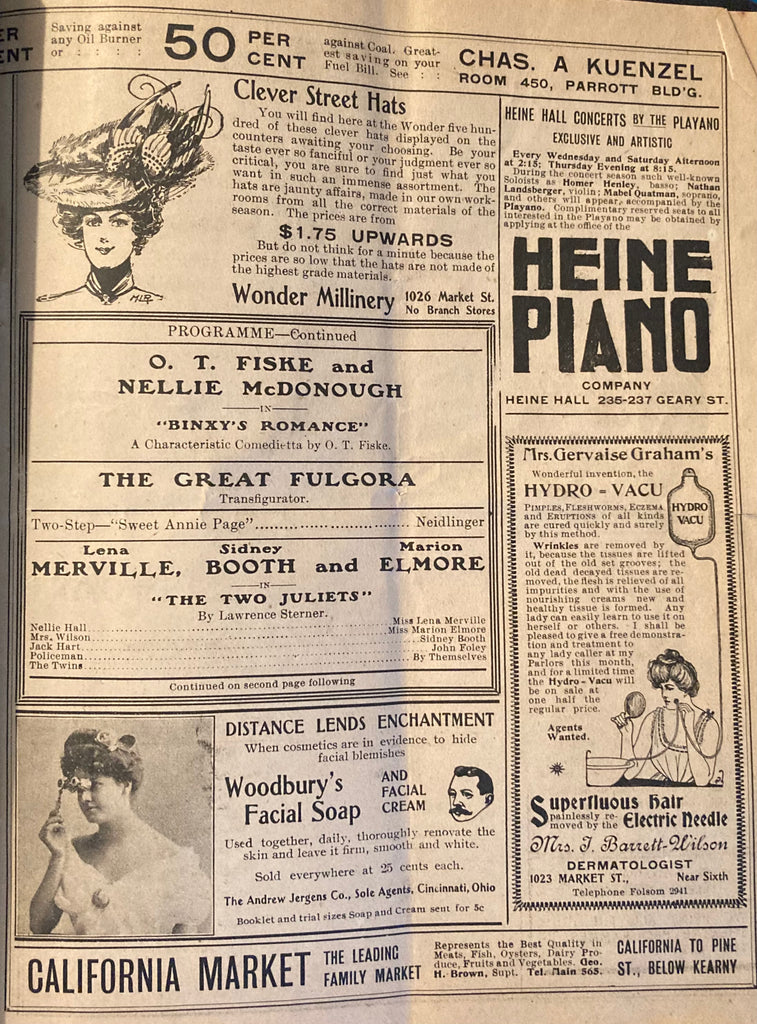 ER
ENT
Saving against
any Oil Burner
or : : : :
50 PER
CENT
against Coal. Great-
est saving on your
Fuel Bill. See : :
CHAS. A KUENZEL
ROOM 450, PARROTT BLD'G.
Clever Street Hats
You will find here at the Wonder five hun-
dred of these clever hats displayed on the
counters awaiting your choosing. Be your
taste ever so fanciful or your judgment ever so
critical, you are sure to find just what you
want in such an immense assortment. The
hats are jaunty affairs, made in our own work-
rooms from all the correct materials of the
season. The prices are from
$1.75 UPWARDS
But do not think for a minute because the
prices are so low that the hats are not made of
the highest grade materials.
Wonder Millinery 1026 Market St.
No Branch Stores
PROGRAMME—Continued
O. T. FISKE and
NELLIE McDONOUGH
IN
"BINXY'S ROMANCE"
A Characteristic Comedietta by O. T. Fiske.
THE GREAT FULGORA
Transfigurator.
Two-Step—"Sweet Annie Page"............................ Neidlinger
Lena Sidney Marion
MERVILLE, BOOTH and ELMORE
IN
"THE TWO JULIETS"
By Lawrence Sterner.
Nellie Hall............................Miss Lena Merville
Mrs. Wilson............................Miss Marion Elmore
Jack Hart............................Sidney Booth
Policeman............................John Foley
The Twins............................By Themselves
Continued on second page following
DISTANCE LENDS ENCHANTMENT
When cosmetics are in evidence to hide
facial blemishes
Woodbury's
Facial Soap
AND
FACIAL
CREAM
Used together, daily, thoroughly renovate the
skin and leave it firm, smooth and white.
Sold everywhere at 25 cents each.
The Andrew Jergens Co., Sole Agents, Cincinnati, Ohio
Booklet and trial sizes Soap and Cream sent for 5c
HEINE HALL CONCERTS BY THE PLAYANO
EXCLUSIVE AND ARTISTIC
Every Wednesday and Saturday Afternoon
at 2:15; Thursday Evening at 8:15.
During the concert season such well-known
Soloists as Homer Henley, basso; Nathan
Landsberger, violin; Mabel Quatman, soprano,
and others will appear, accompanied by the
Playano. Complimentary reserved seats to all
interested in the Playano may be obtained by
applying at the office of the
HEINE
PIANO
COMPANY
HEINE HALL 235-237 GEARY ST.
Mrs. Gervaise Graham's
Wonderful invention, the
HYDRO - VACU
PIMPLES, FLESHWORMS, ECZEMA
and ERUPTIONS of all kinds
are cured quickly and surely
by this method.
HYDRO
VACU
Wrinkles are removed by
it, because the tissues are lifted
out of the old set grooves; the
old dead decayed tissues are re-
moved, the flesh is relieved of all
impurities and with the use of
nourishing creams new and
healthy tissue is formed. Any
lady can easily learn to use it on
herself or others. I shall be
pleased to give a free demonstra-
tion and treatment to
any lady caller at my
Parlors this month,
and for a limited time
the Hydro-Vacu will
be on sale at
one half the
regular price.
Agents
Wanted.
Superfluous Hair
painlessly re-
moved by the Electric Needle
Mrs. J. Barrett-Wilson
DERMATOLOGIST
1023 MARKET ST., Near Sixth
Telephone Folsom 2941
CALIFORNIA MARKET
THE LEADING
FAMILY MARKET
Represents the Best Quality in
Meats, Fish, Oysters, Dairy Pro-
duce, Fruits and Vegetables. Geo.
H. Brown, Supt. Tel. Main 565.
CALIFORNIA TO PINE
ST., BELOW KEARNY